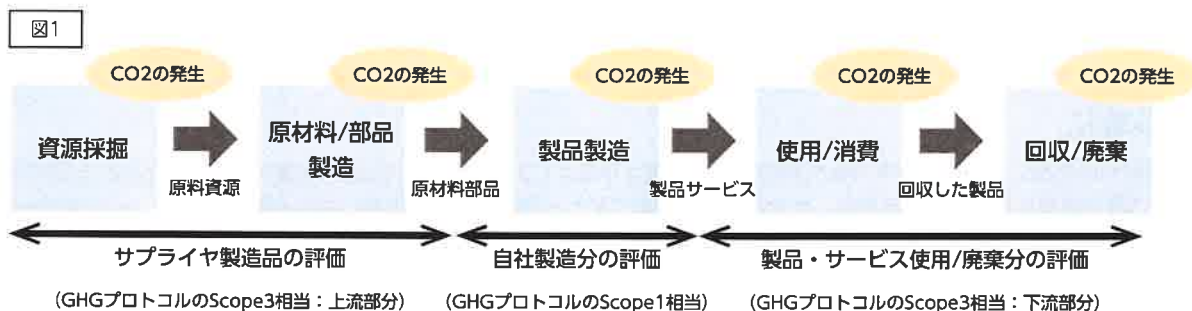 図1
CO2の発生
CO2の発生
CO2の発生
CO2の発生
CO2の発生
資源採掘
原料資源
原材料/部品
製造
原材料部品
製品製造
製品サービス
使用/消費
回収した製品
回収/廃棄
サプライヤ製造品の評価
自社製造分の評価
製品・サービス使用/廃棄分の評価
(GHGプロトコルのScope3相当：上流部分)
(GHGプロトコルのScope1相当)
(GHGプロトコルのScope3相当：下流部分)